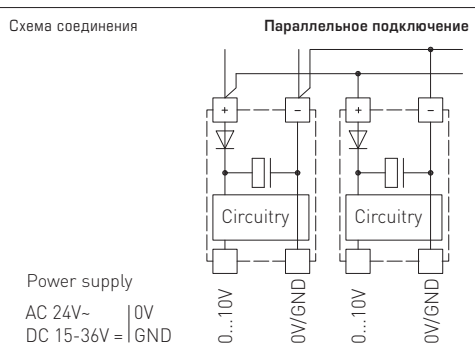 Схема соединения
Параллельное подключение
+ − + −
Circuitry Circuitry
Power supply
AC 24V~ 0V
DC 15-36V = GND
0...10V
0V/GND
0...10V
0V/GND